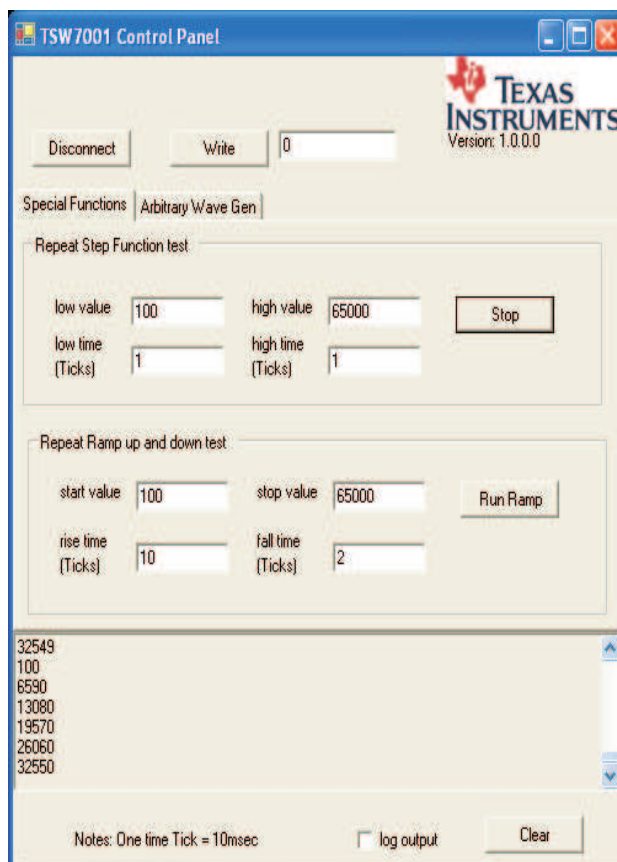 TSW7001 Control Panel
TEXAS
INSTRUMENTS
Version: 1.0.0.0
Disconnect
Write
0
Special Functions
Arbitrary Wave Gen
Repeat Step Function test
low value
100
high value
65000
Stop
low time
(Ticks)
1
high time
(Ticks)
1
Repeat Ramp up and down test
start value
100
stop value
65000
Run Ramp
rise time
(Ticks)
10
fall time
(Ticks)
2
32549
100
6590
13080
19570
26060
32550
Notes: One time Tick = 10msec
log output
Clear